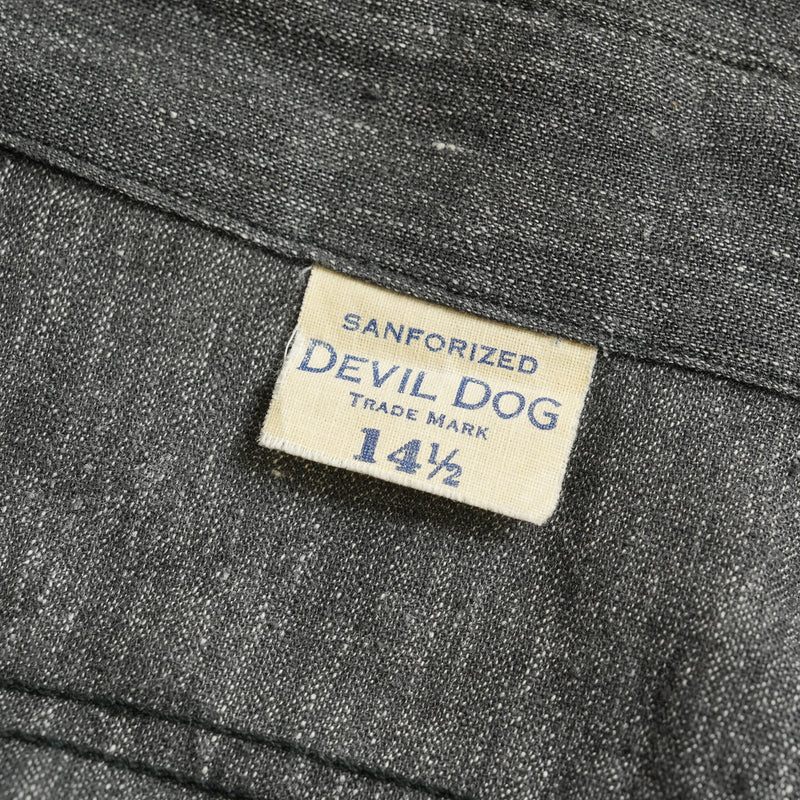 SANFORIZED
DEVIL DOG
TRADE MARK
14½